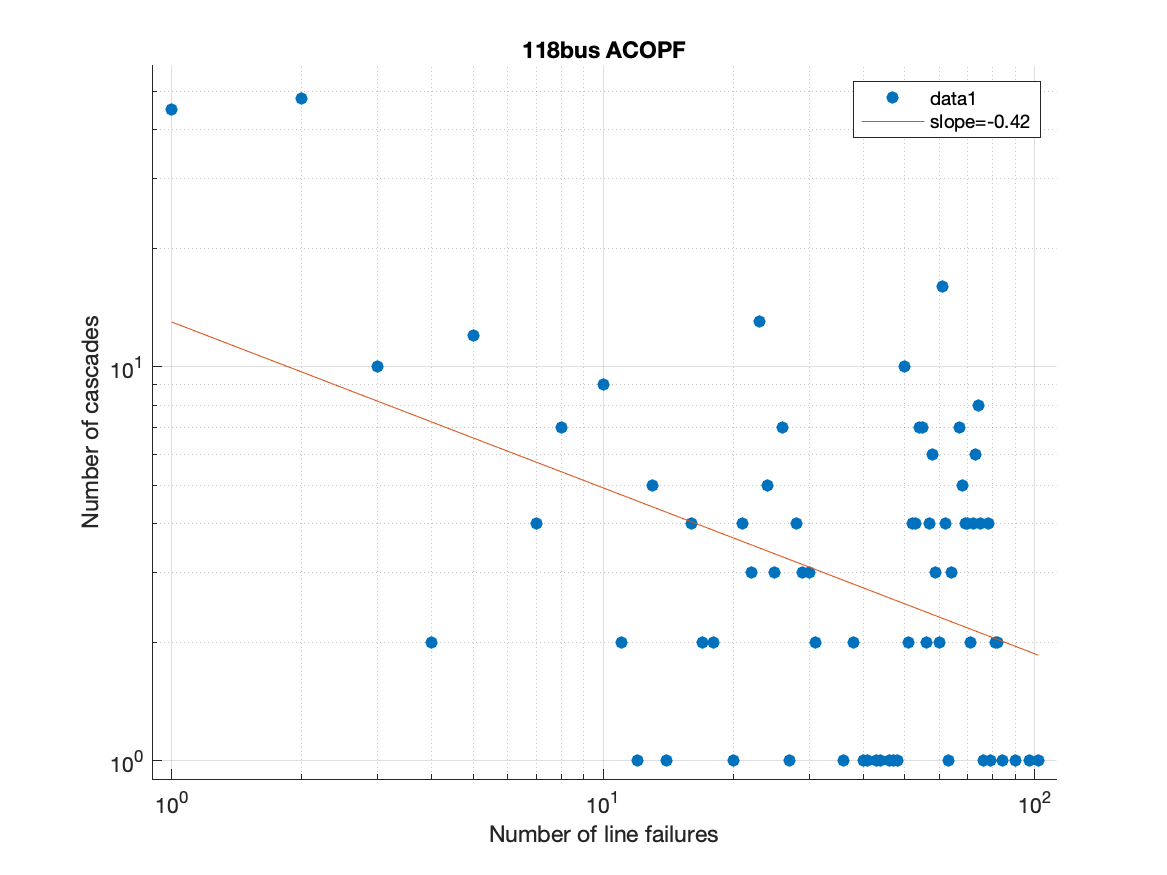 118bus ACOPF
data1
slope=-0.42
Number of cascades
10^1
10^0
10^0
10^1
10^2
Number of line failures